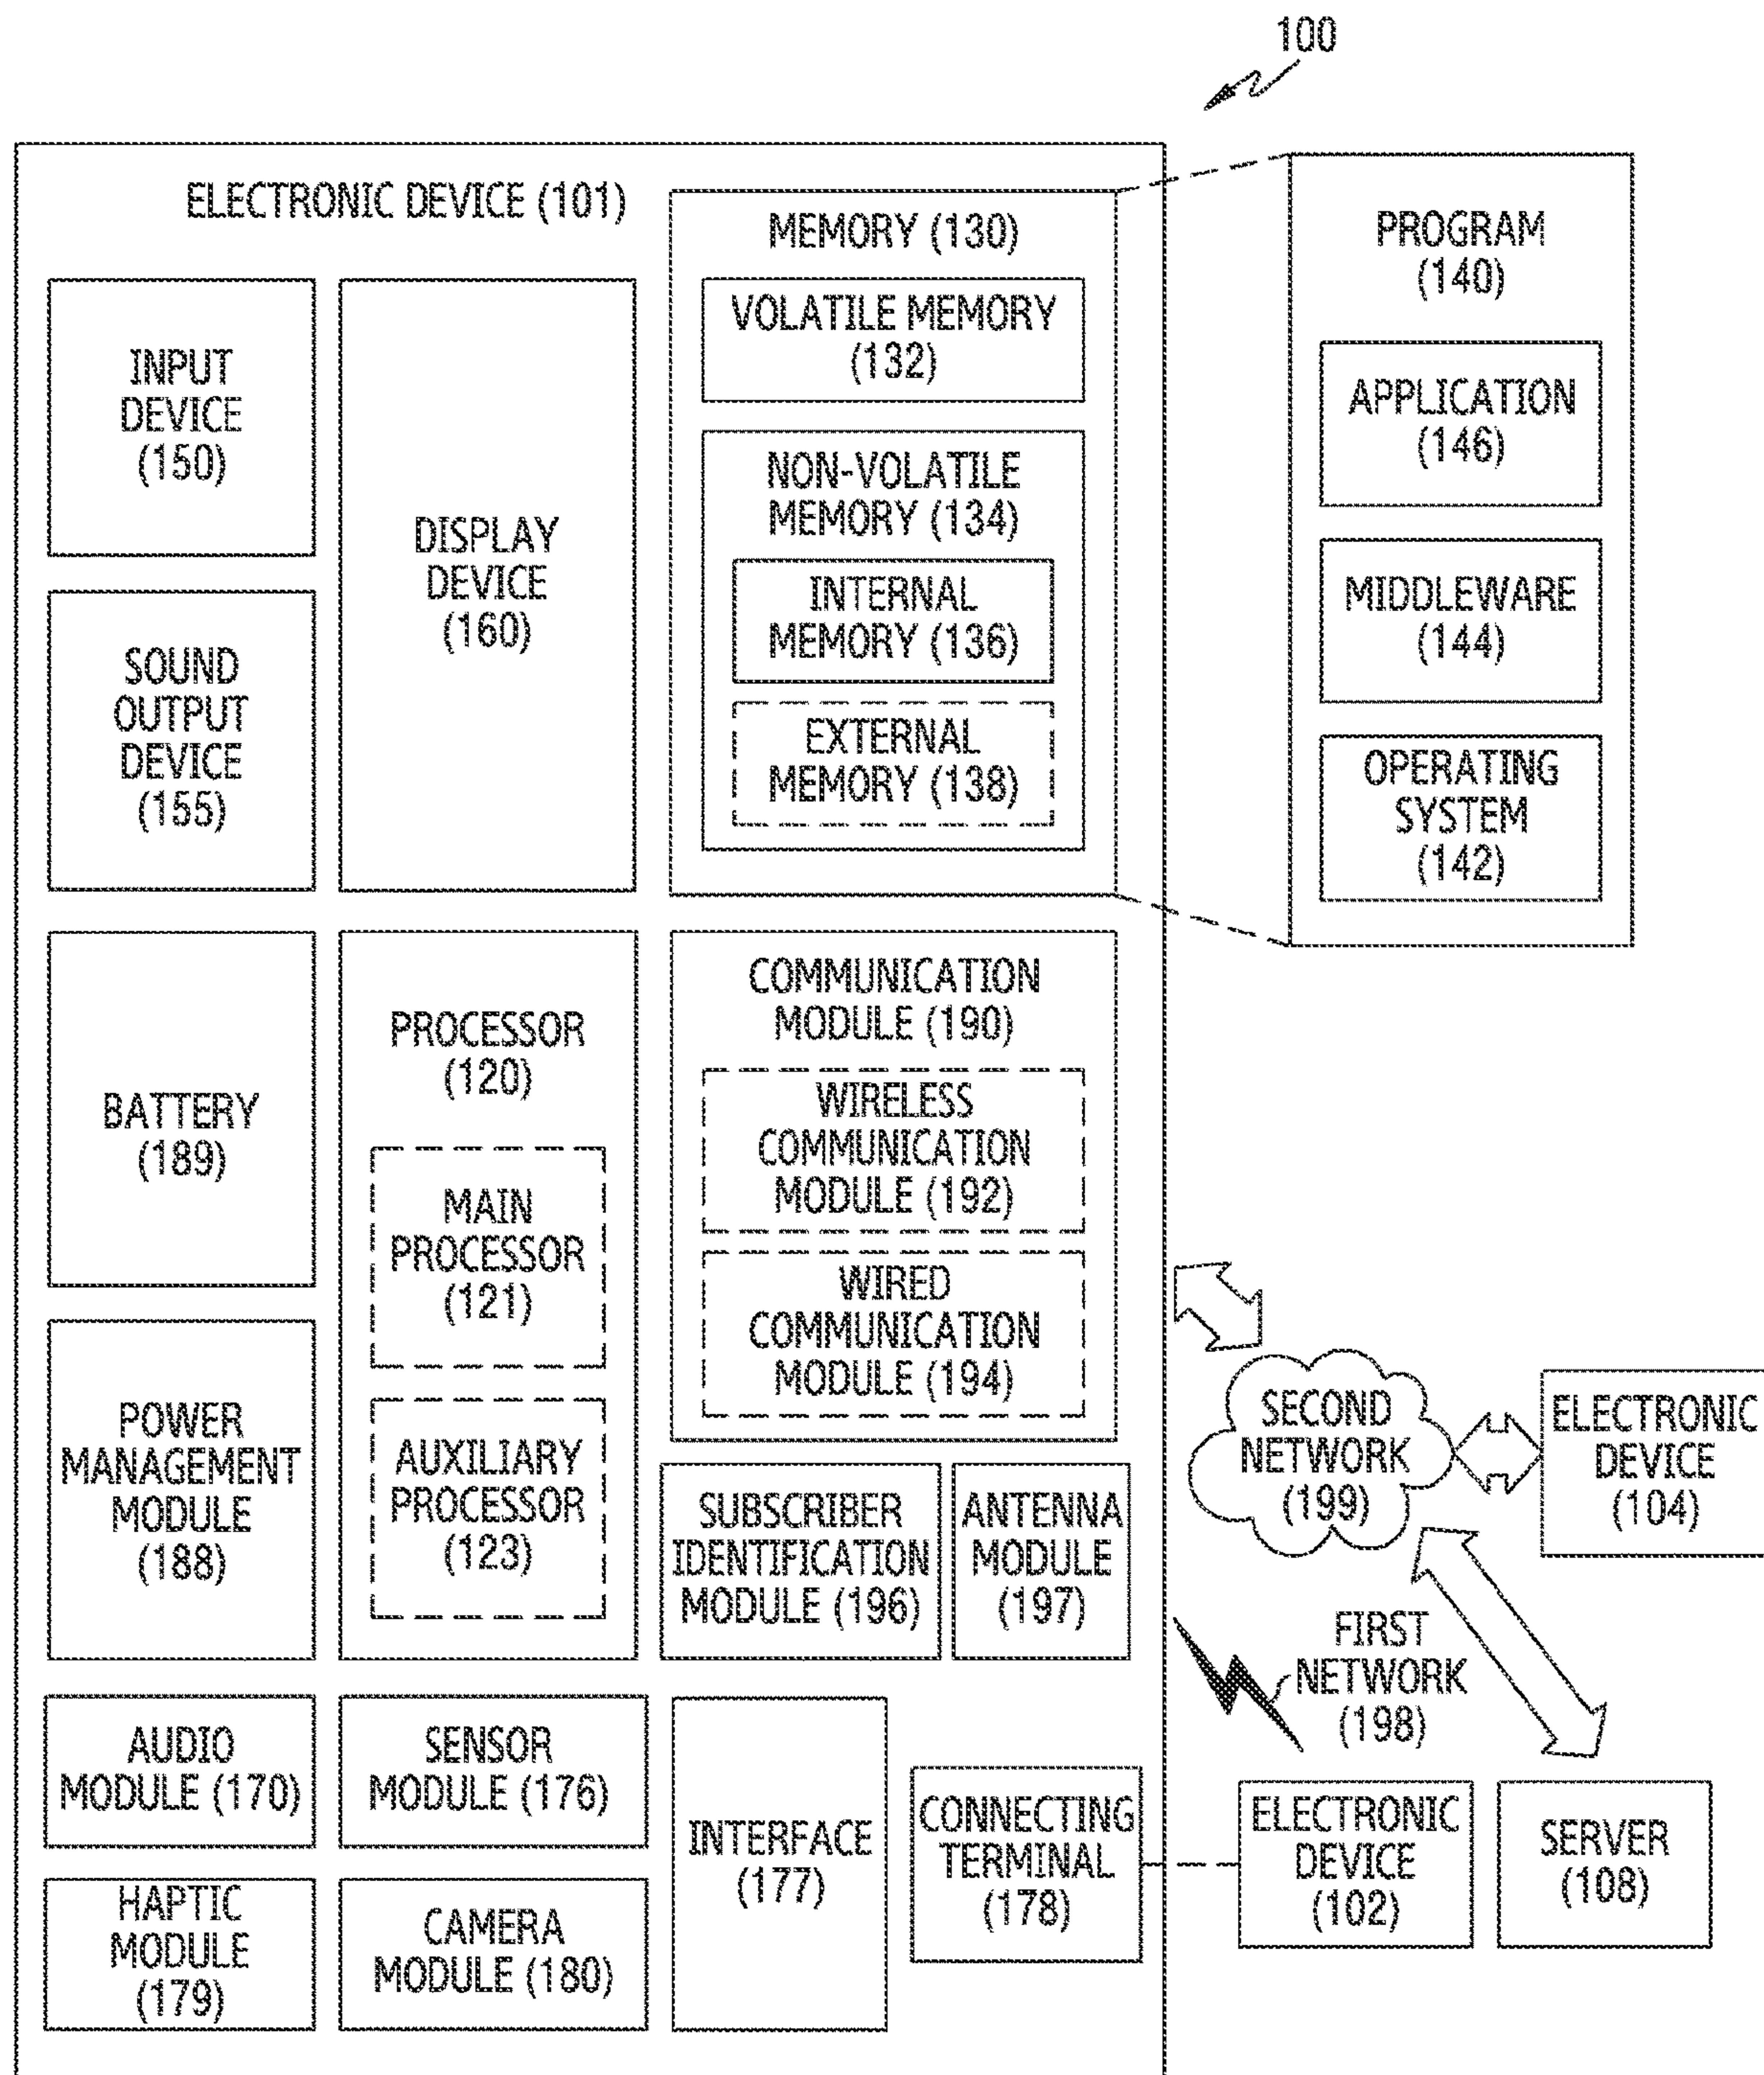 100
ELECTRONIC DEVICE (101)
INPUT
DEVICE
(150)
SOUND
OUTPUT
DEVICE
(155)
DISPLAY
DEVICE
(160)
MEMORY (130)
VOLATILE MEMORY
(132)
NON-VOLATILE
MEMORY (134)
INTERNAL
MEMORY (136)
EXTERNAL
MEMORY (138)
PROGRAM
(140)
APPLICATION
(146)
MIDDLEWARE
(144)
OPERATING
SYSTEM
(142)
BATTERY
(189)
POWER
MANAGEMENT
MODULE
(188)
PROCESSOR
(120)
MAIN
PROCESSOR
(121)
AUXILIARY
PROCESSOR
(123)
COMMUNICATION
MODULE (190)
WIRELESS
COMMUNICATION
MODULE (192)
WIRED
COMMUNICATION
MODULE (194)
SUBSCRIBER
IDENTIFICATION
MODULE (196)
ANTENNA
MODULE
(197)
SECOND
NETWORK
(199)
ELECTRONIC
DEVICE
(104)
FIRST
NETWORK
(198)
AUDIO
MODULE (170)
SENSOR
MODULE (176)
HAPTIC
MODULE
(179)
CAMERA
MODULE (180)
INTERFACE
(177)
CONNECTING
TERMINAL
(178)
ELECTRONIC
DEVICE
(102)
SERVER
(108)